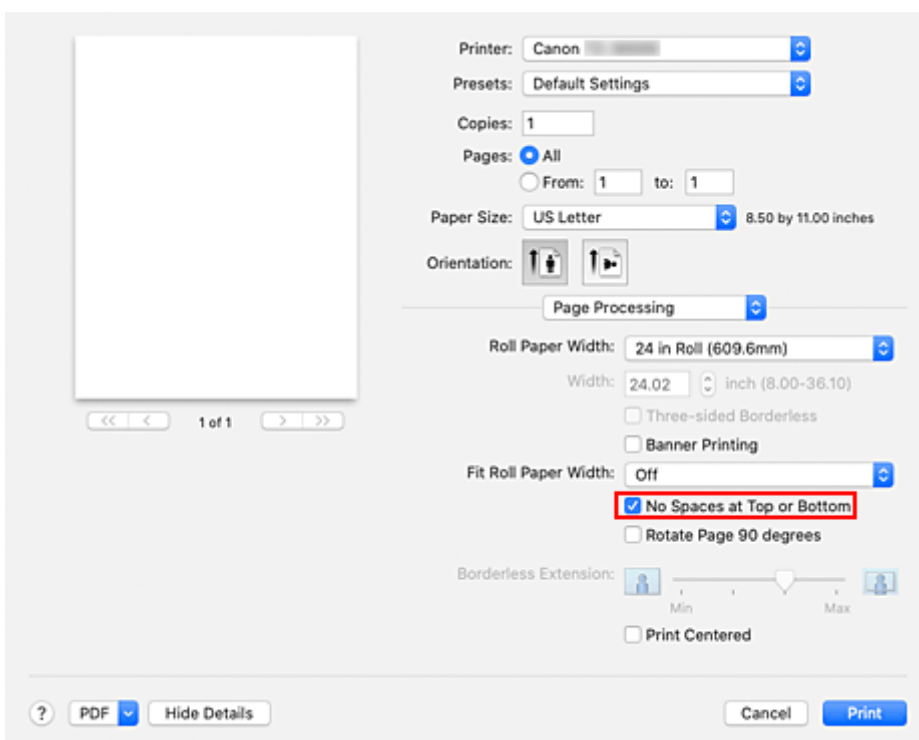 Printer: Canon
Presets: Default Settings
Copies: 1
Pages: All
From: 1 to: 1
Paper Size: US Letter 8.50 by 11.00 inches
Orientation:
Page Processing
Roll Paper Width: 24 in Roll (609.6mm)
Width: 24.02 inch (8.00-36.10)
Three-sided Borderless
Banner Printing
Fit Roll Paper Width: Off
No Spaces at Top or Bottom
Rotate Page 90 degrees
Borderless Extension:
Min Max
Print Centered
<< < 1 of 1 > >>
? PDF Hide Details Cancel Print